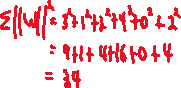 Σ||W||² = 3²+1²+2²+4²+0²+2²
= 9+1+4+16+0+4
= 34